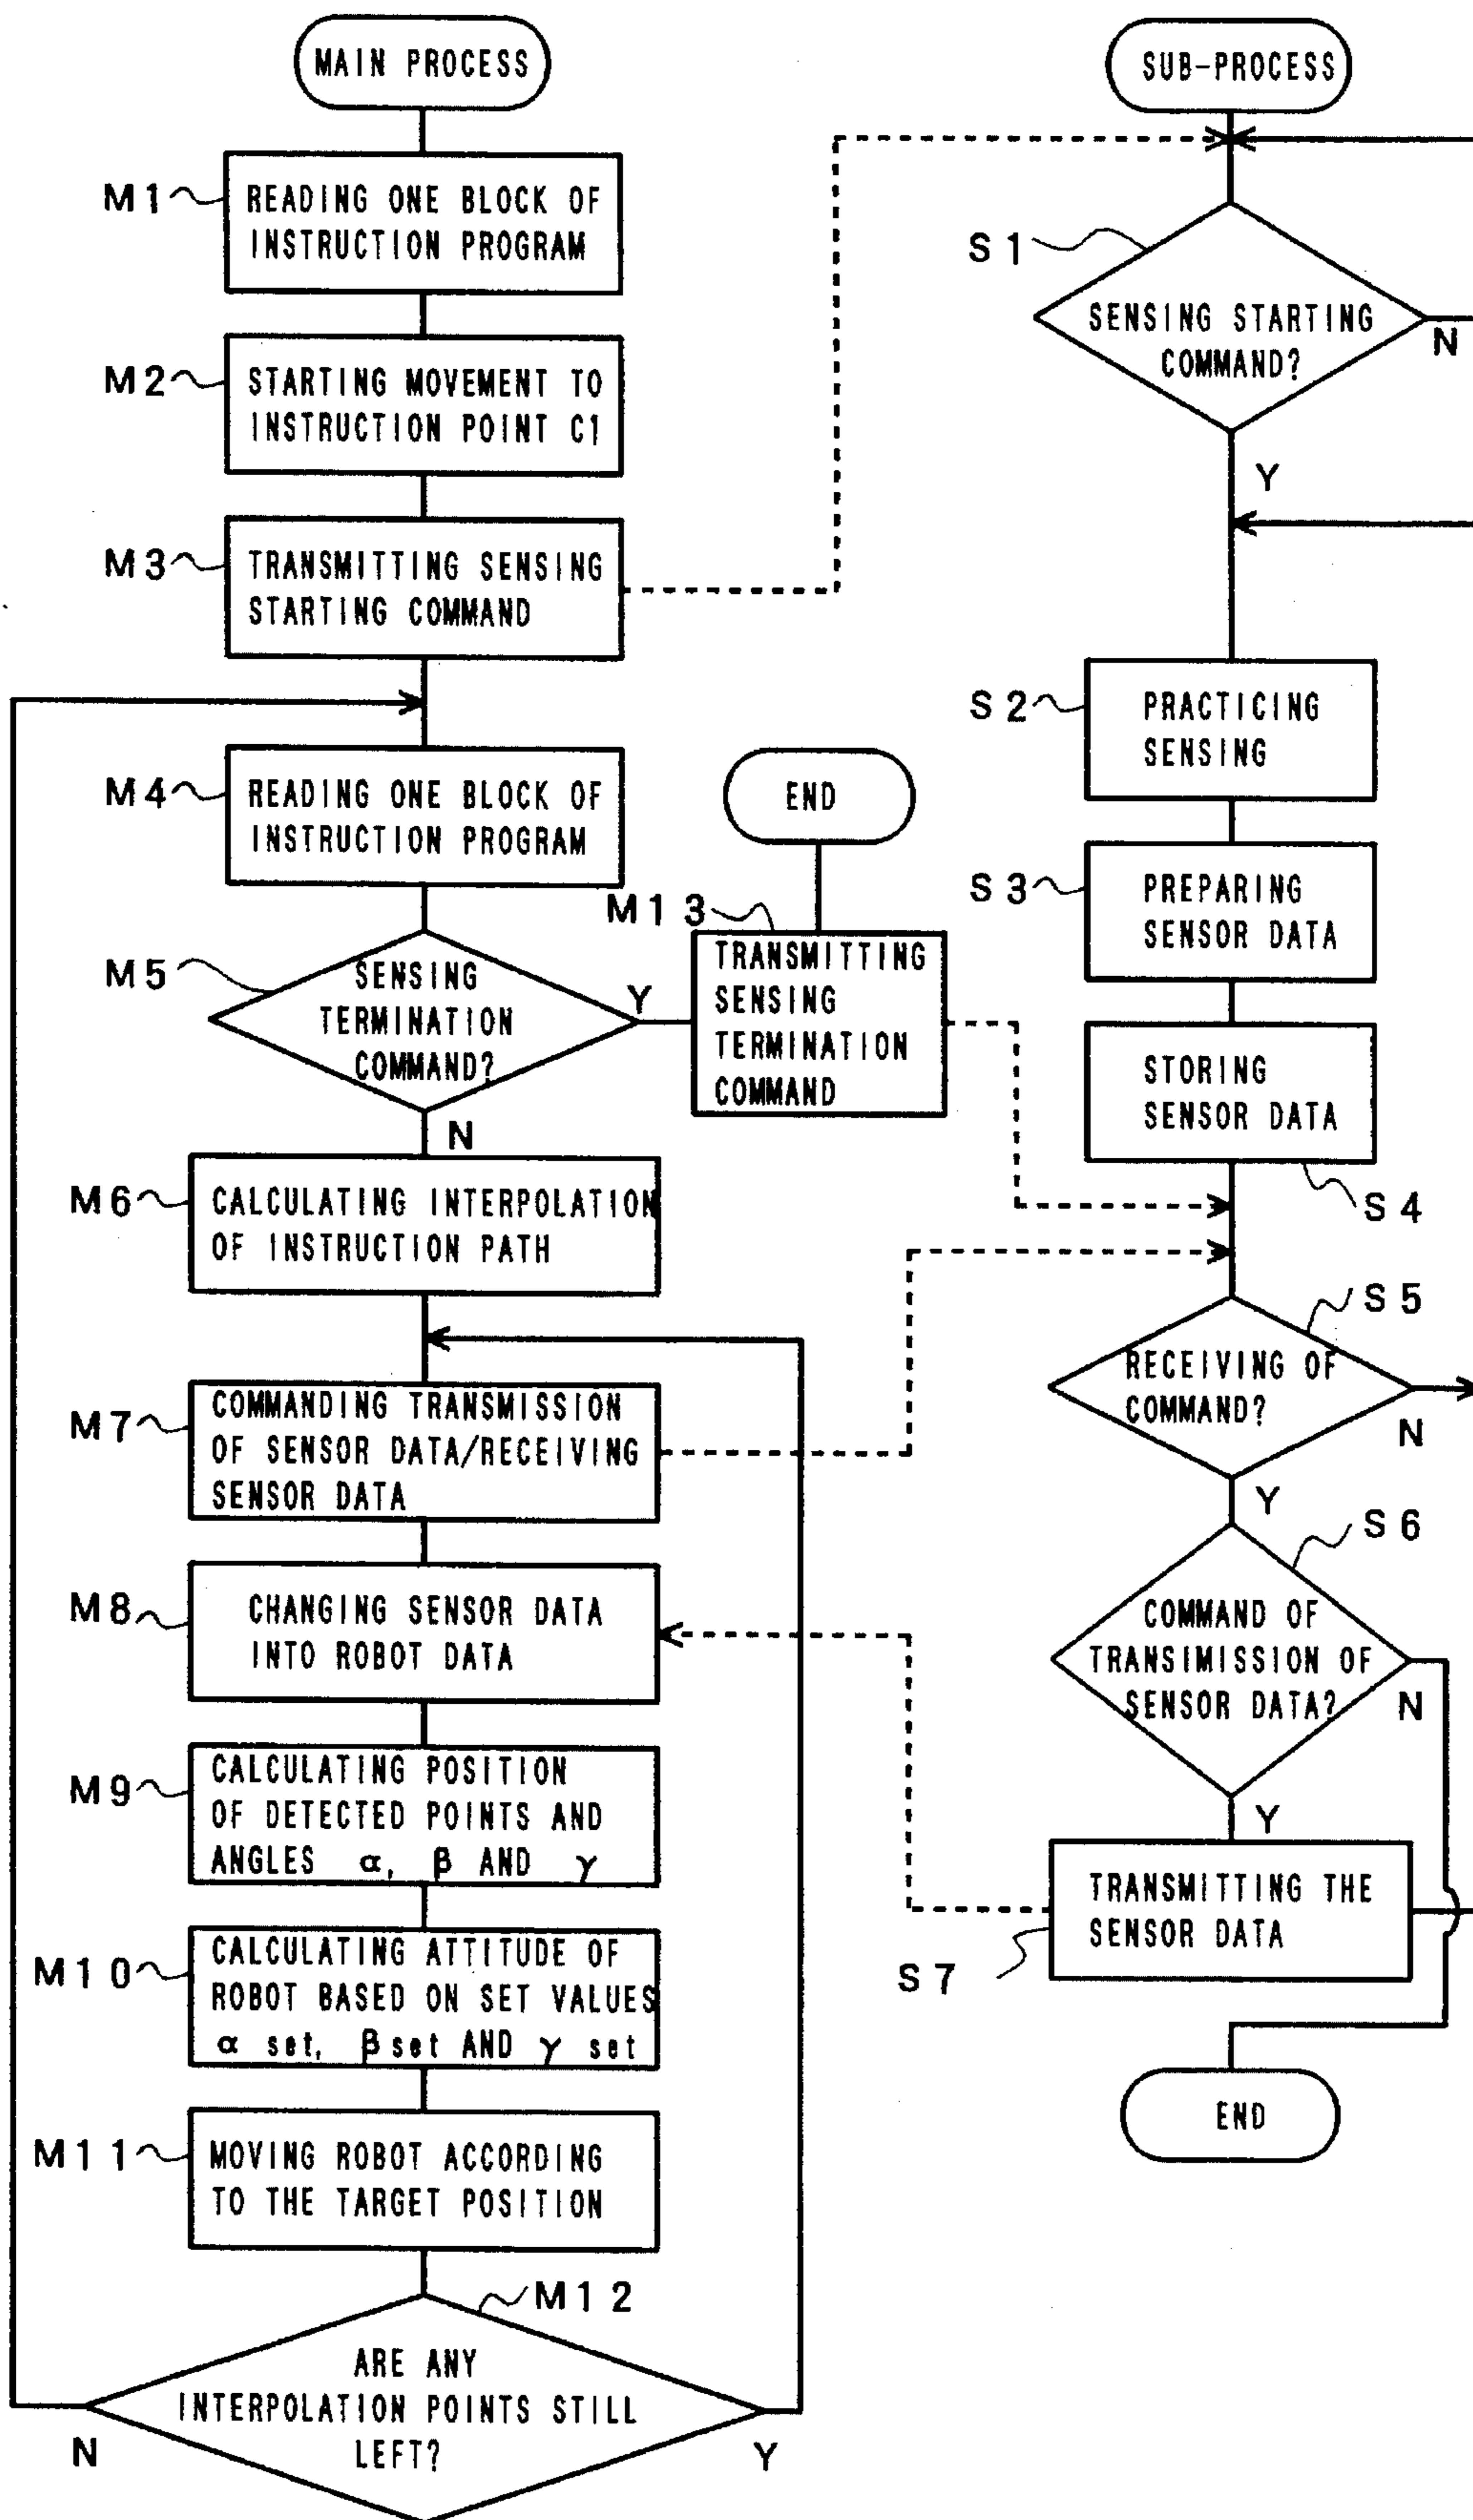 MAIN PROCESS
M1
READING ONE BLOCK OF
INSTRUCTION PROGRAM
M2
STARTING MOVEMENT TO
INSTRUCTION POINT C1
M3
TRANSMITTING SENSING
STARTING COMMAND
M4
READING ONE BLOCK OF
INSTRUCTION PROGRAM
M5
SENSING
TERMINATION
COMMAND?
Y
N
END
M13
TRANSMITTING
SENSING
TERMINATION
COMMAND
M6
CALCULATING INTERPOLATION
OF INSTRUCTION PATH
M7
COMMANDING TRANSMISSION
OF SENSOR DATA/RECEIVING
SENSOR DATA
M8
CHANGING SENSOR DATA
INTO ROBOT DATA
M9
CALCULATING POSITION
OF DETECTED POINTS AND
ANGLES α, β AND γ
M10
CALCULATING ATTITUDE OF
ROBOT BASED ON SET VALUES
α set, β set AND γ set
M11
MOVING ROBOT ACCORDING
TO THE TARGET POSITION
M12
ARE ANY
INTERPOLATION POINTS STILL
LEFT?
N
Y
SUB-PROCESS
S1
SENSING STARTING
COMMAND?
N
Y
S2
PRACTICING
SENSING
S3
PREPARING
SENSOR DATA
STORING
SENSOR DATA
S4
S5
RECEIVING OF
COMMAND?
N
Y
S6
COMMAND OF
TRANSIMISSION OF
SENSOR DATA?
N
Y
TRANSMITTING THE
SENSOR DATA
S7
END